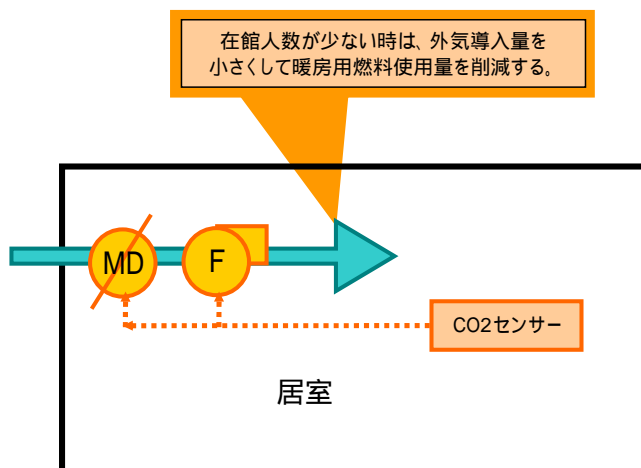 在館人数が少ない時は、外気導入量を
小さくして暖房用燃料使用量を削減する。
MD
F
CO2センサー
居室